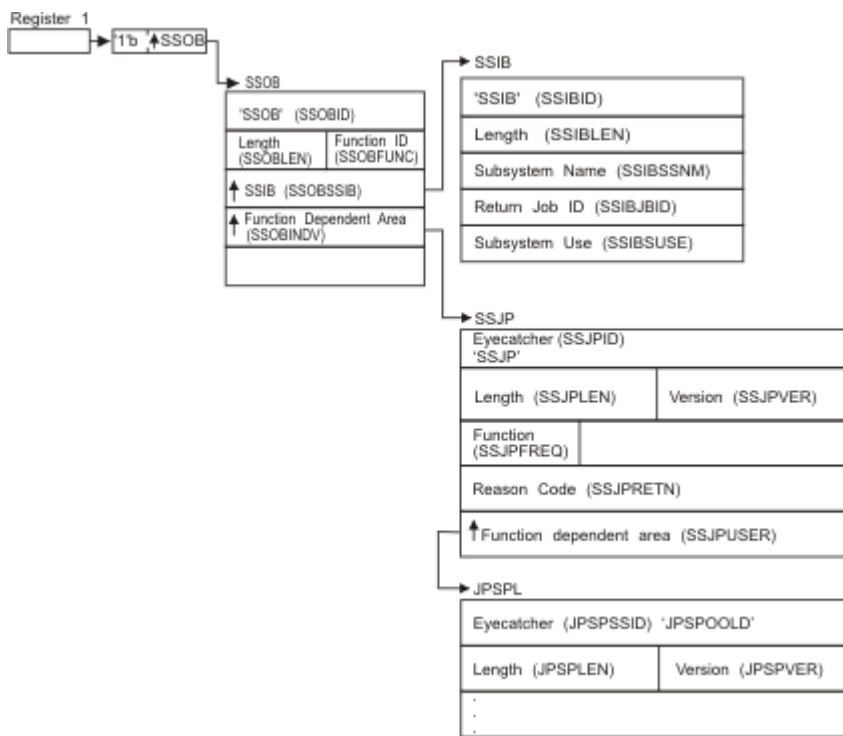 Register 1
'1'b SSOB
SSOB
'SSOB' (SSOBID)
Length
(SSOBLEN)
Function ID
(SSOBFUNC)
SSIB (SSOBSSIB)
Function Dependent Area
(SSOBINDV)
SSIB
'SSIB' (SSIBID)
Length (SSIBLEN)
Subsystem Name (SSIBSSNM)
Return Job ID (SSIBJBID)
Subsystem Use (SSIBSUSE)
SSJP
Eyecatcher (SSJPID)
'SSJP'
Length (SSJPLEN)
Version (SSJPVER)
Function
(SSJPFREQ)
Reason Code (SSJPRETN)
Function dependent area (SSJPUSER)
JPSPL
Eyecatcher (JPSPSSID) 'JPSPOOLD'
Length (JPSPLEN)
Version (JPSPVER)
.
.
.